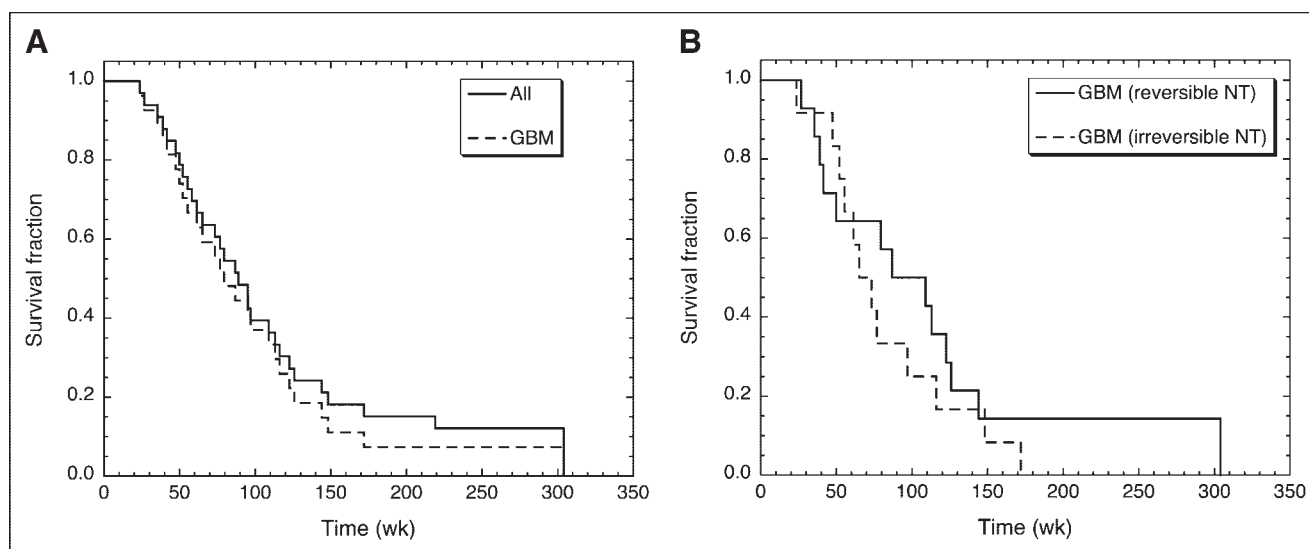 A
1.0
0.8
0.6
0.4
0.2
0.0
Survival fraction
All
GBM
0 50 100 150 200 250 300 350
Time (wk)
B
1.0
0.8
0.6
0.4
0.2
0.0
Survival fraction
GBM (reversible NT)
GBM (irreversible NT)
0 50 100 150 200 250 300 350
Time (wk)